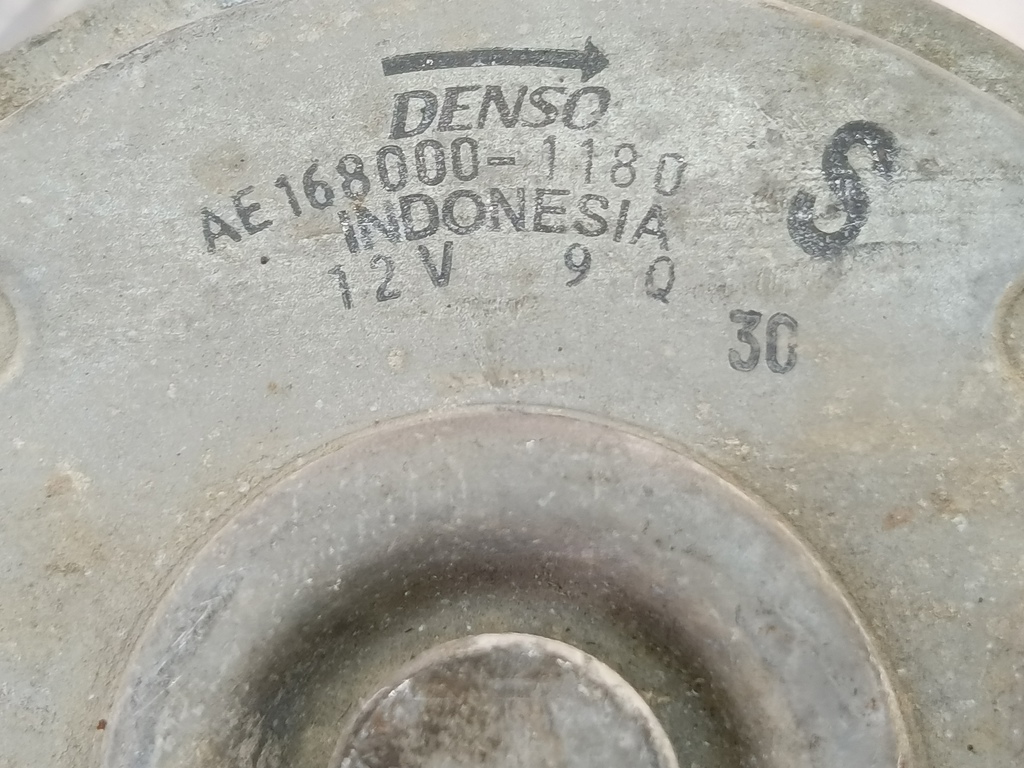 DENSO
AE168000-1180
INDONESIA
12V 9 Q
S
30